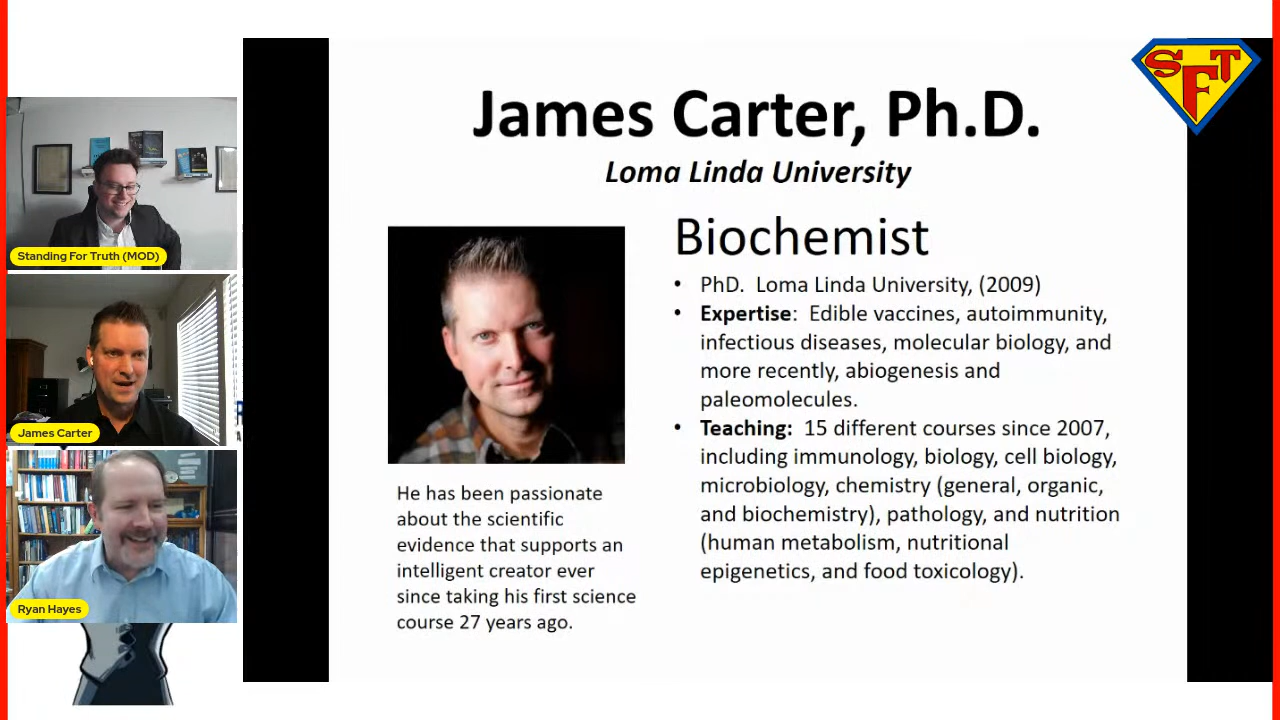 SFT
James Carter, Ph.D.
Loma Linda University
Biochemist
• PhD. Loma Linda University, (2009)
• Expertise: Edible vaccines, autoimmunity,
infectious diseases, molecular biology, and
more recently, abiogenesis and
paleomolecules.
• Teaching: 15 different courses since 2007,
including immunology, biology, cell biology,
microbiology, chemistry (general, organic,
and biochemistry), pathology, and nutrition
(human metabolism, nutritional
epigenetics, and food toxicology).
He has been passionate
about the scientific
evidence that supports an
intelligent creator ever
since taking his first science
course 27 years ago.
Standing For Truth (MOD)
James Carter
Ryan Hayes